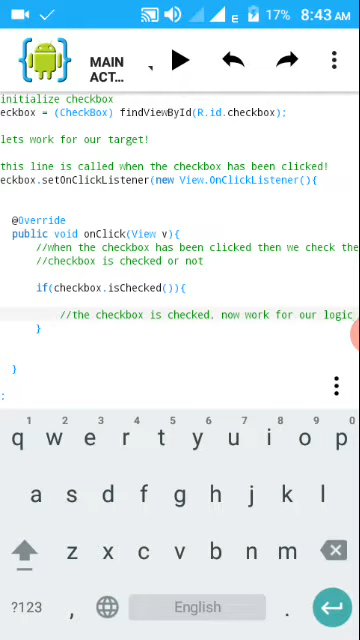 E 17% 8:43 AM
MAIN
ACT...
initialize checkbox
eckbox = (CheckBox) findViewById(R.id.checkbox);
lets work for our target!
this line is called when the checkbox has been clicked!
eckbox.setOnClickListener(new View.OnClickListener(){
@Override
public void onClick(View v){
//when the checkbox has been clicked then we check the
//checkbox is checked or not
if(checkbox.isChecked()){
//the checkbox is checked. now work for our logic
}
}
;
1 2 3 4 5 6 7 8 9 0
q w e r t y u i o p
a s d f g h j k l
z x c v b n m
?123 , English .